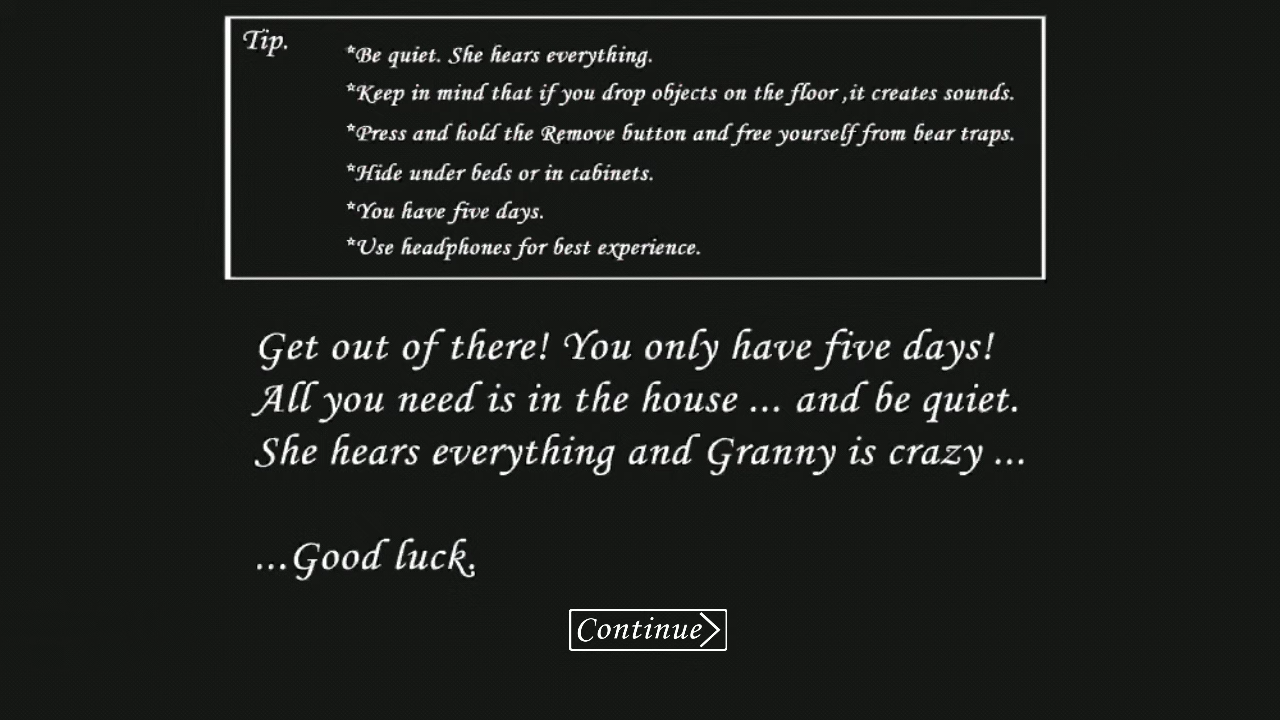 Tip.
*Be quiet. She hears everything.
*Keep in mind that if you drop objects on the floor ,it creates sounds.
*Press and hold the Remove button and free yourself from bear traps.
*Hide under beds or in cabinets.
*You have five days.
*Use headphones for best experience.
Get out of there! You only have five days!
All you need is in the house ... and be quiet.
She hears everything and Granny is crazy ...
...Good luck.
Continue